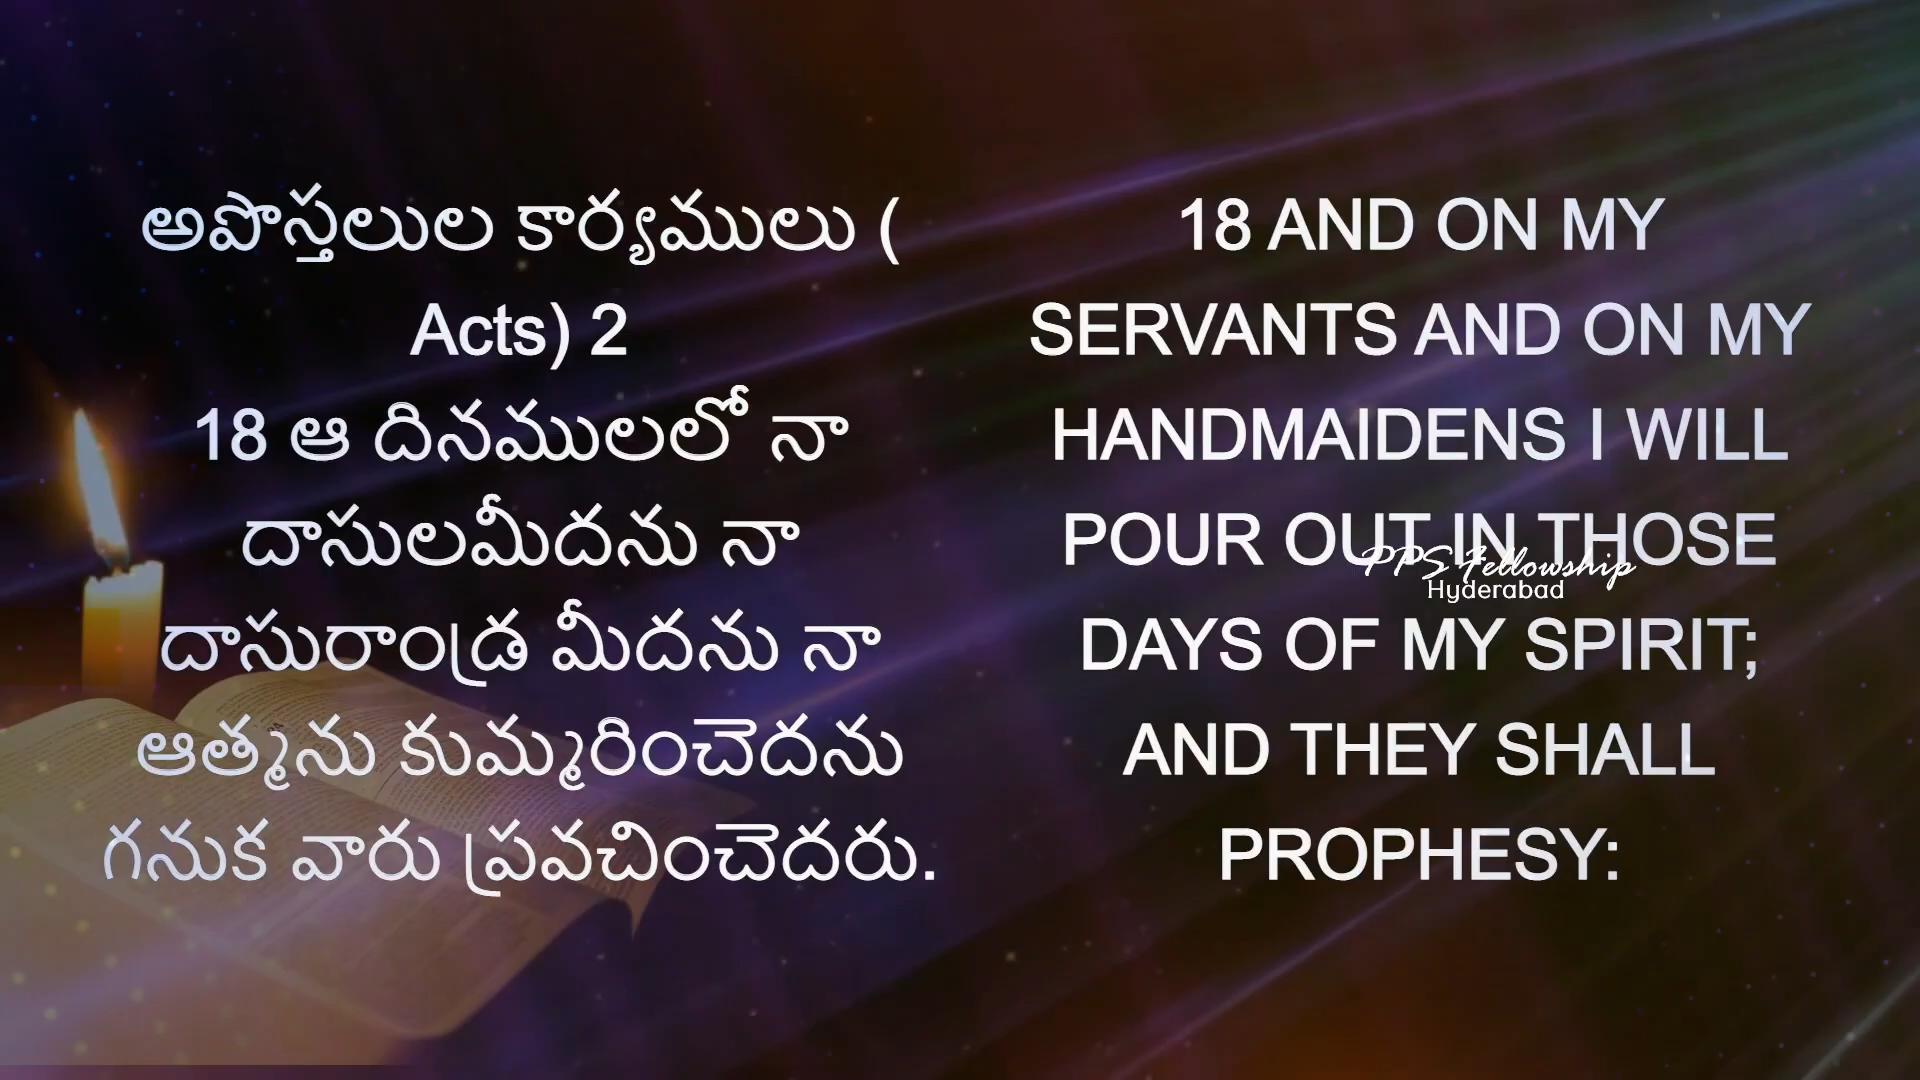 అపొస్తలుల కార్యములు (
Acts) 2
18 ఆ దినములలో నా
దాసులమీదను నా
దాసురాండ్ర మీదను నా
ఆత్మను కుమ్మరించెదను
గనుక వారు ప్రవచించెదరు.
18 AND ON MY
SERVANTS AND ON MY
HANDMAIDENS I WILL
POUR OUT IN THOSE
DAYS OF MY SPIRIT;
AND THEY SHALL
PROPHESY:
PPS Fellowship
Hyderabad